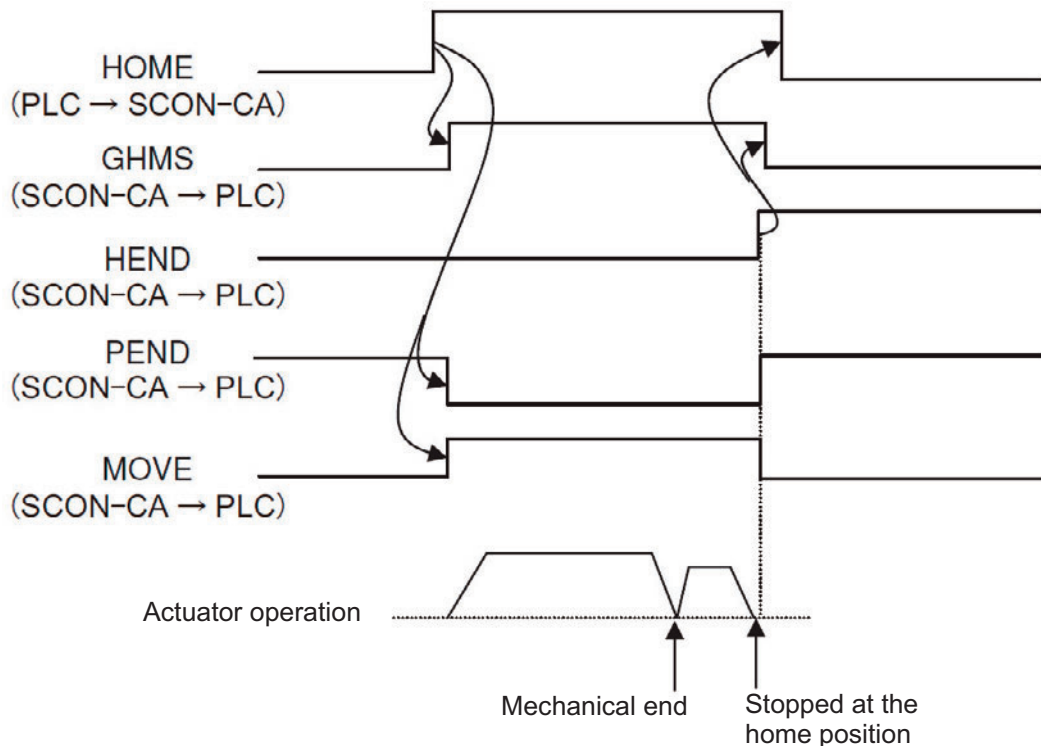 HOME
(PLC → SCON-CA)
GHMS
(SCON-CA → PLC)
HEND
(SCON-CA → PLC)
PEND
(SCON-CA → PLC)
MOVE
(SCON-CA → PLC)
Actuator operation
Mechanical end
Stopped at the
home position